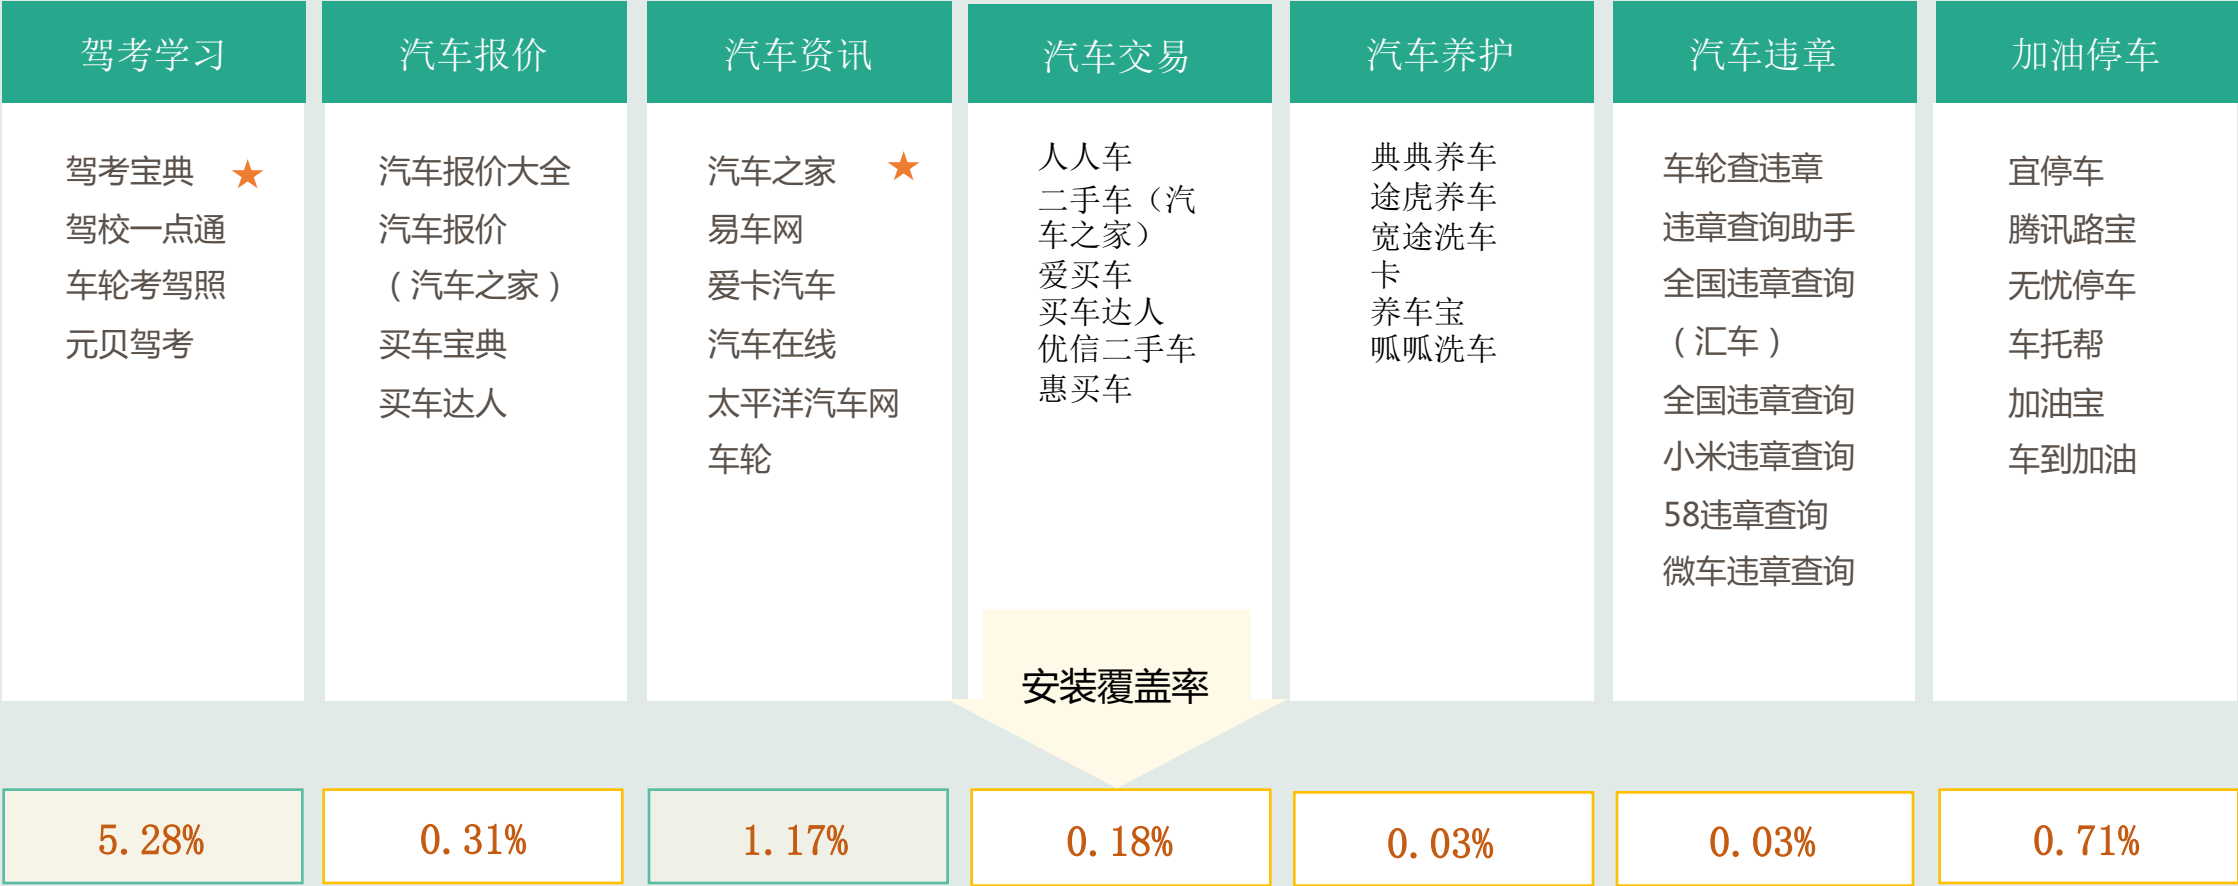 驾考学习
汽车报价
汽车资讯
汽车交易
汽车养护
汽车违章
加油停车
驾考宝典
驾校一点通
车轮考驾照
元贝驾考
汽车报价大全
汽车报价
（汽车之家）
买车宝典
买车达人
汽车之家
易车网
爱卡汽车
汽车在线
太平洋汽车网
车轮
人人车
二手车（汽
车之家）
爱买车
买车达人
优信二手车
惠买车
典典养车
途虎养车
宽途洗车
卡
养车宝
呱呱洗车
车轮查违章
违章查询助手
全国违章查询
（汇车）
全国违章查询
小米违章查询
58违章查询
微车违章查询
宜停车
腾讯路宝
无忧停车
车托帮
加油宝
车到加油
安装覆盖率
5.28%
0.31%
1.17%
0.18%
0.03%
0.03%
0.71%